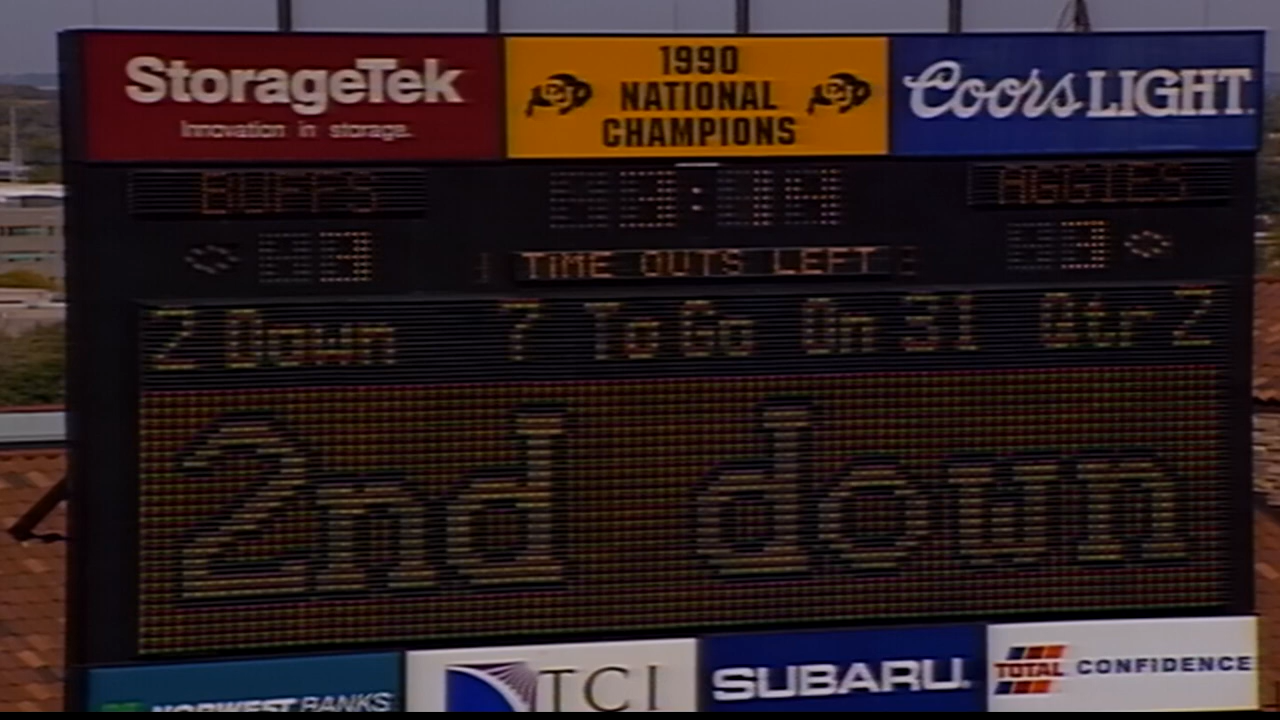 StorageTek
Innovation in storage.
1990
NATIONAL
CHAMPIONS
Coors LIGHT
BUFFS
AGGIES
TIME OUTS LEFT
2 Down 7 To Go On 31 Qtr 2
2nd down
NORWEST BANKS
TCI
SUBARU
TOTAL CONFIDENCE